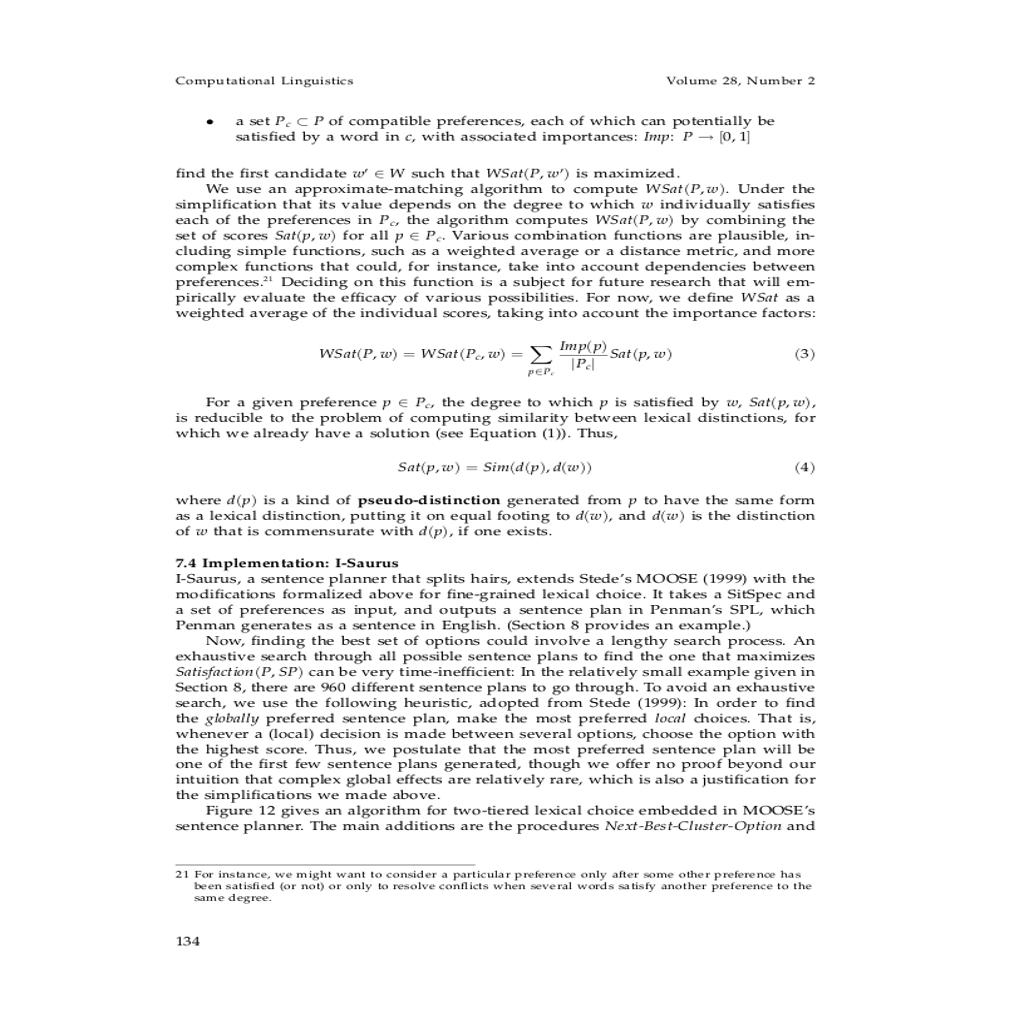 Computational Linguistics Volume 28, Number 2
• a set P_c ⊂ P of compatible preferences, each of which can potentially be
satisfied by a word in c, with associated importances: Imp: P → [0, 1]
find the first candidate w′ ∈ W such that WSat(P, w′) is maximized.
We use an approximate-matching algorithm to compute WSat(P, w). Under the
simplification that its value depends on the degree to which w individually satisfies
each of the preferences in P_c, the algorithm computes WSat(P, w) by combining the
set of scores Sat(p, w) for all p ∈ P_c. Various combination functions are plausible, in-
cluding simple functions, such as a weighted average or a distance metric, and more
complex functions that could, for instance, take into account dependencies between
preferences.21 Deciding on this function is a subject for future research that will em-
pirically evaluate the efficacy of various possibilities. For now, we define WSat as a
weighted average of the individual scores, taking into account the importance factors:
WSat(P, w) = WSat(P_c, w) = ∑_{p∈P_c} Imp(p)/|P_c| Sat(p, w) (3)
For a given preference p ∈ P_c, the degree to which p is satisfied by w, Sat(p, w),
is reducible to the problem of computing similarity between lexical distinctions, for
which we already have a solution (see Equation (1)). Thus,
Sat(p, w) = Sim(d(p), d(w)) (4)
where d(p) is a kind of pseudo-distinction generated from p to have the same form
as a lexical distinction, putting it on equal footing to d(w), and d(w) is the distinction
of w that is commensurate with d(p), if one exists.
7.4 Implementation: I-Saurus
I-Saurus, a sentence planner that splits hairs, extends Stede's MOOSE (1999) with the
modifications formalized above for fine-grained lexical choice. It takes a SitSpec and
a set of preferences as input, and outputs a sentence plan in Penman's SPL, which
Penman generates as a sentence in English. (Section 8 provides an example.)
Now, finding the best set of options could involve a lengthy search process. An
exhaustive search through all possible sentence plans to find the one that maximizes
Satisfaction(P, SP) can be very time-inefficient: In the relatively small example given in
Section 8, there are 960 different sentence plans to go through. To avoid an exhaustive
search, we use the following heuristic, adopted from Stede (1999): In order to find
the globally preferred sentence plan, make the most preferred local choices. That is,
whenever a (local) decision is made between several options, choose the option with
the highest score. Thus, we postulate that the most preferred sentence plan will be
one of the first few sentence plans generated, though we offer no proof beyond our
intuition that complex global effects are relatively rare, which is also a justification for
the simplifications we made above.
Figure 12 gives an algorithm for two-tiered lexical choice embedded in MOOSE's
sentence planner. The main additions are the procedures Next-Best-Cluster-Option and
21 For instance, we might want to consider a particular preference only after some other preference has
been satisfied (or not) or only to resolve conflicts when several words satisfy another preference to the
same degree.
134